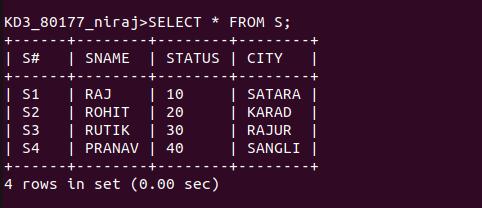 KD3_80177_niraj>SELECT * FROM S;
+------+--------+--------+--------+
| S#   | SNAME  | STATUS | CITY   |
+------+--------+--------+--------+
| S1   | RAJ    | 10     | SATARA |
| S2   | ROHIT  | 20     | KARAD  |
| S3   | RUTIK  | 30     | RAJUR  |
| S4   | PRANAV | 40     | SANGLI |
+------+--------+--------+--------+
4 rows in set (0.00 sec)